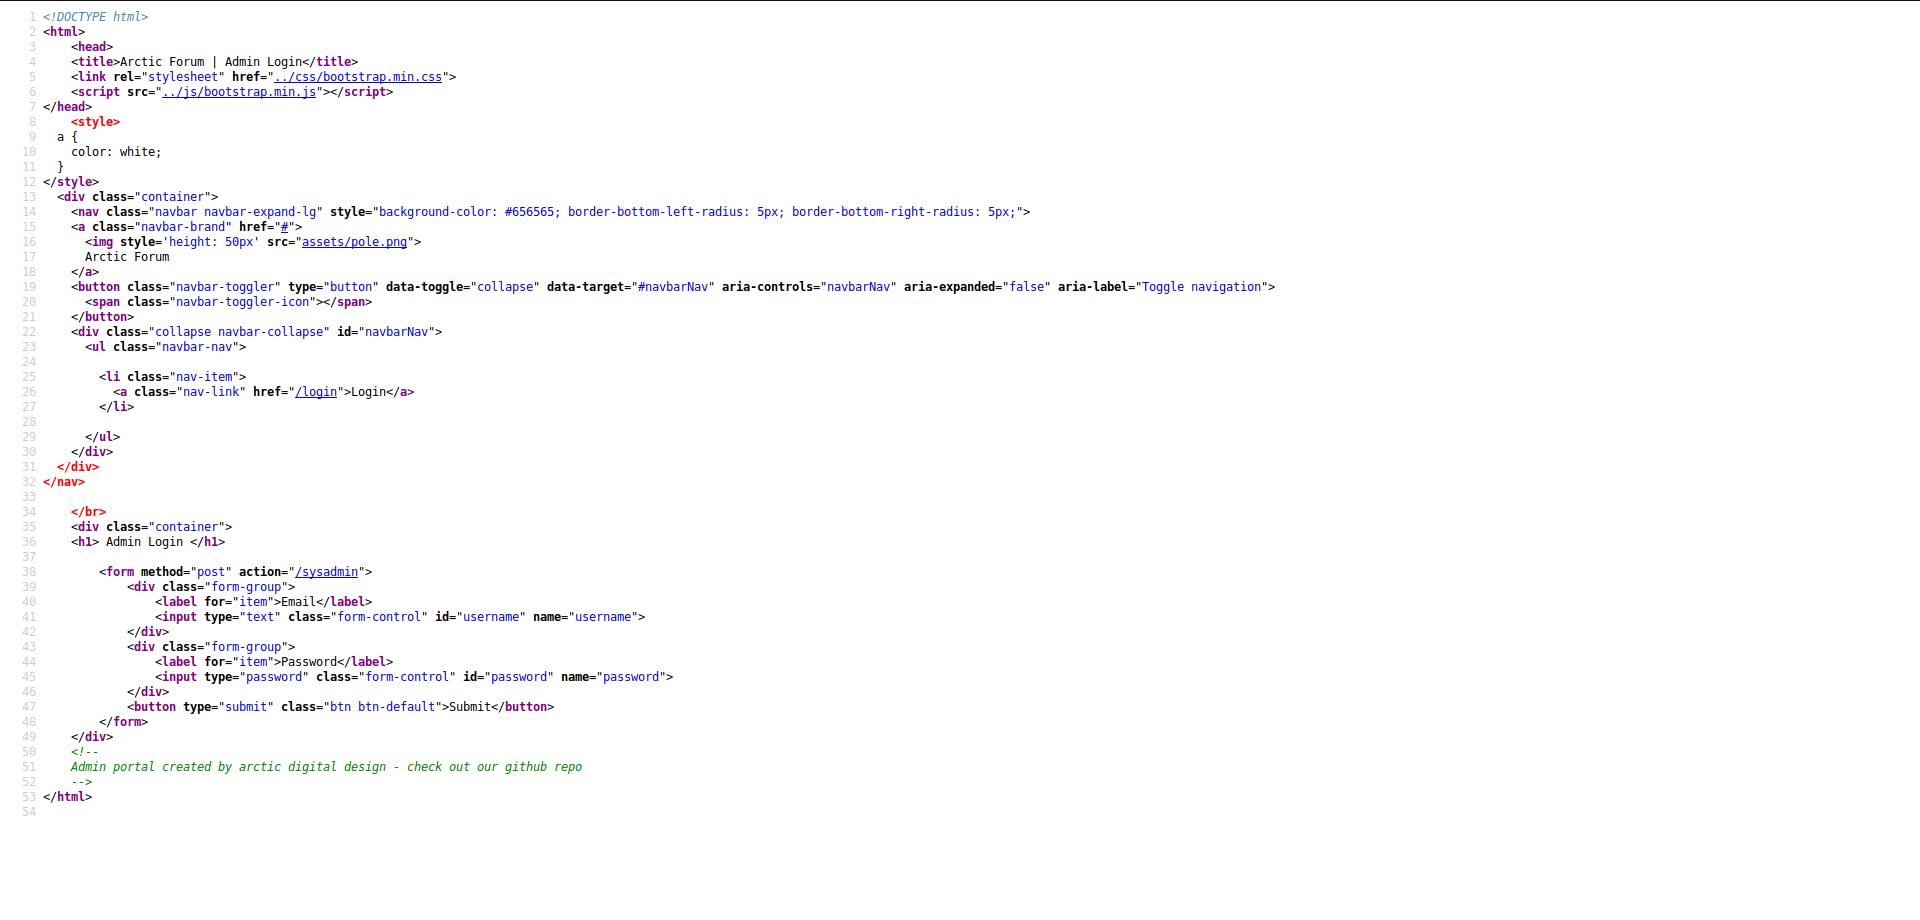 1 <!DOCTYPE html>
2 <html>
3     <head>
4     <title>Arctic Forum | Admin Login</title>
5     <link rel="stylesheet" href="../css/bootstrap.min.css">
6     <script src="../js/bootstrap.min.js"></script>
7 </head>
8     <style>
9   a {
10     color: white;
11   }
12 </style>
13   <div class="container">
14     <nav class="navbar navbar-expand-lg" style="background-color: #656565; border-bottom-left-radius: 5px; border-bottom-right-radius: 5px;">
15     <a class="navbar-brand" href="#">
16       <img style='height: 50px' src="assets/pole.png">
17       Arctic Forum
18     </a>
19     <button class="navbar-toggler" type="button" data-toggle="collapse" data-target="#navbarNav" aria-controls="navbarNav" aria-expanded="false" aria-label="Toggle navigation">
20       <span class="navbar-toggler-icon"></span>
21     </button>
22     <div class="collapse navbar-collapse" id="navbarNav">
23       <ul class="navbar-nav">
24
25         <li class="nav-item">
26           <a class="nav-link" href="/login">Login</a>
27         </li>
28
29       </ul>
30     </div>
31   </div>
32 </nav>
33
34     </br>
35     <div class="container">
36     <h1> Admin Login </h1>
37
38         <form method="post" action="/sysadmin">
39             <div class="form-group">
40                 <label for="item">Email</label>
41                 <input type="text" class="form-control" id="username" name="username">
42             </div>
43             <div class="form-group">
44                 <label for="item">Password</label>
45                 <input type="password" class="form-control" id="password" name="password">
46             </div>
47             <button type="submit" class="btn btn-default">Submit</button>
48         </form>
49     </div>
50     <!--
51     Admin portal created by arctic digital design - check out our github repo
52     -->
53 </html>
54